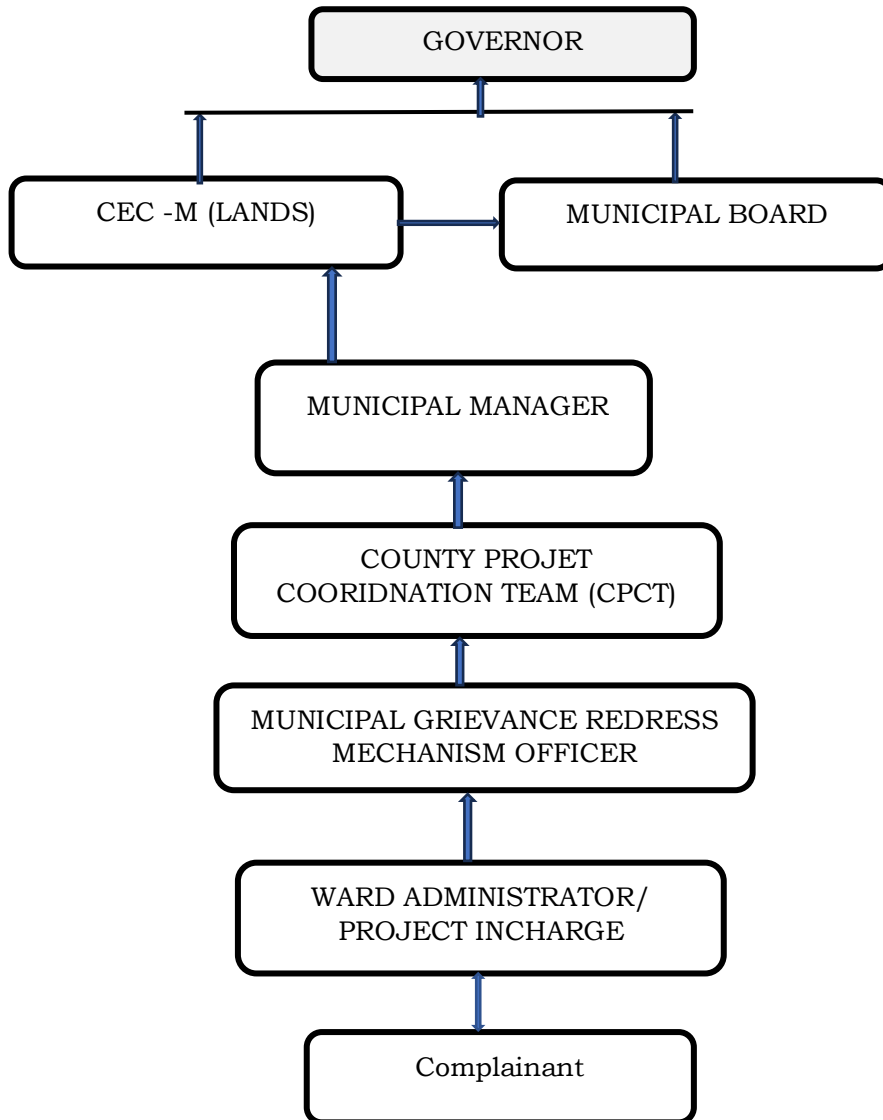 GOVERNOR
CEC -M (LANDS)
MUNICIPAL BOARD
MUNICIPAL MANAGER
COUNTY PROJET
COORIDNATION TEAM (CPCT)
MUNICIPAL GRIEVANCE REDRESS
MECHANISM OFFICER
WARD ADMINISTRATOR/
PROJECT INCHARGE
Complainant